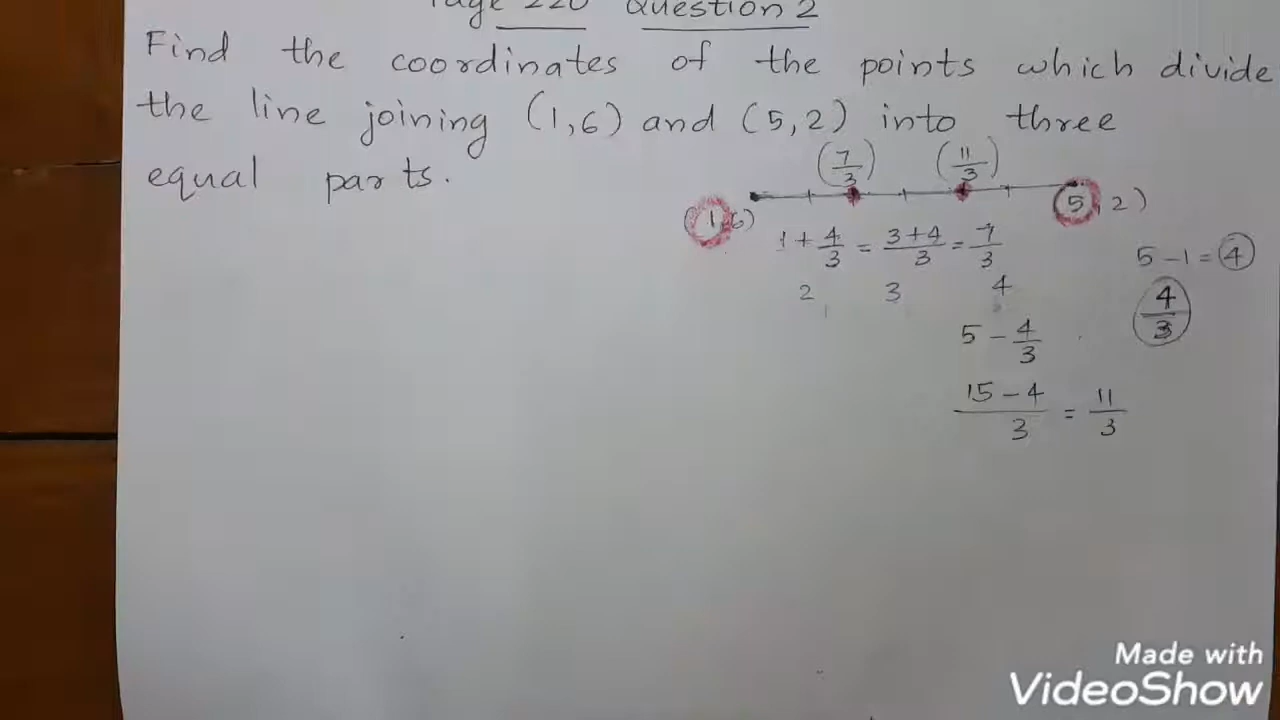 Page 220 Question 2
Find the coordinates of the points which divide
the line joining (1,6) and (5,2) into three
equal parts.
(7/3) (11/3)
(1,6) (5,2)
1 + 4/3 = 3+4/3 = 7/3
5 - 1 = 4
2 3 4
4/3
5 - 4/3
15 - 4/3 = 11/3
Made with
VideoShow